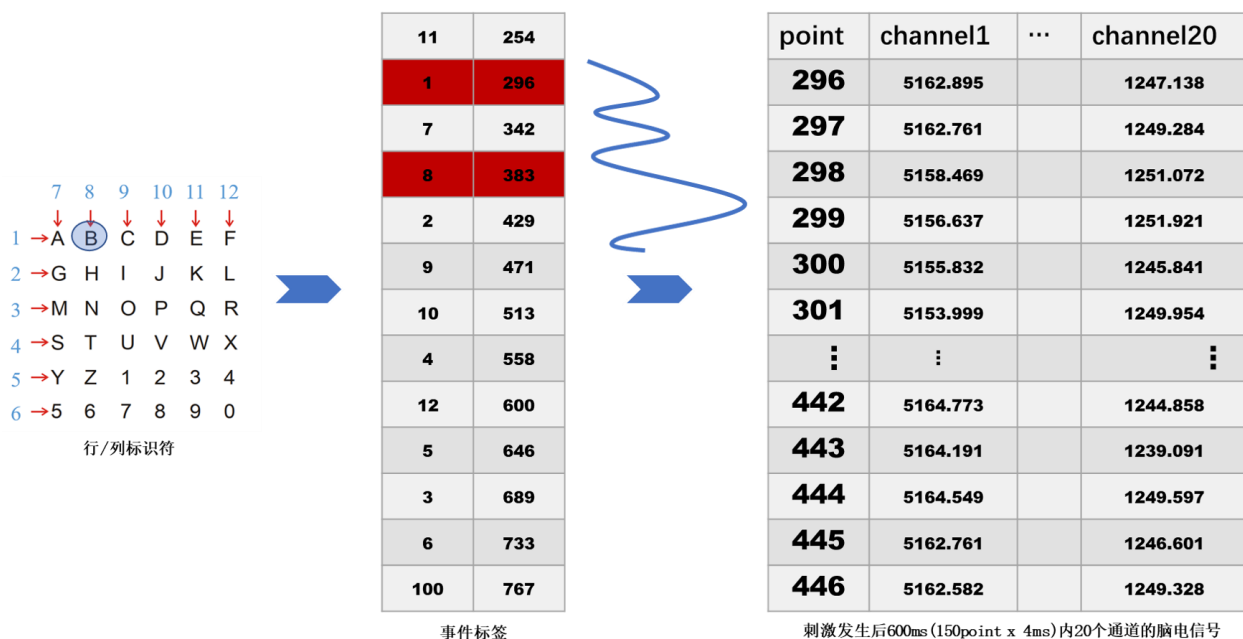 7 8 9 10 11 12
1 A B C D E F
2 G H I J K L
3 M N O P Q R
4 S T U V W X
5 Y Z 1 2 3 4
6 5 6 7 8 9 0
行/列标识符
11 254
1 296
7 342
8 383
2 429
9 471
10 513
4 558
12 600
5 646
3 689
6 733
100 767
事件标签
point channel1 … channel20
296 5162.895 1247.138
297 5162.761 1249.284
298 5158.469 1251.072
299 5156.637 1251.921
300 5155.832 1245.841
301 5153.999 1249.954
⋮ ⋮ ⋮
442 5164.773 1244.858
443 5164.191 1239.091
444 5164.549 1249.597
445 5162.761 1246.601
446 5162.582 1249.328
刺激发生后600ms(150point x 4ms)内20个通道的脑电信号